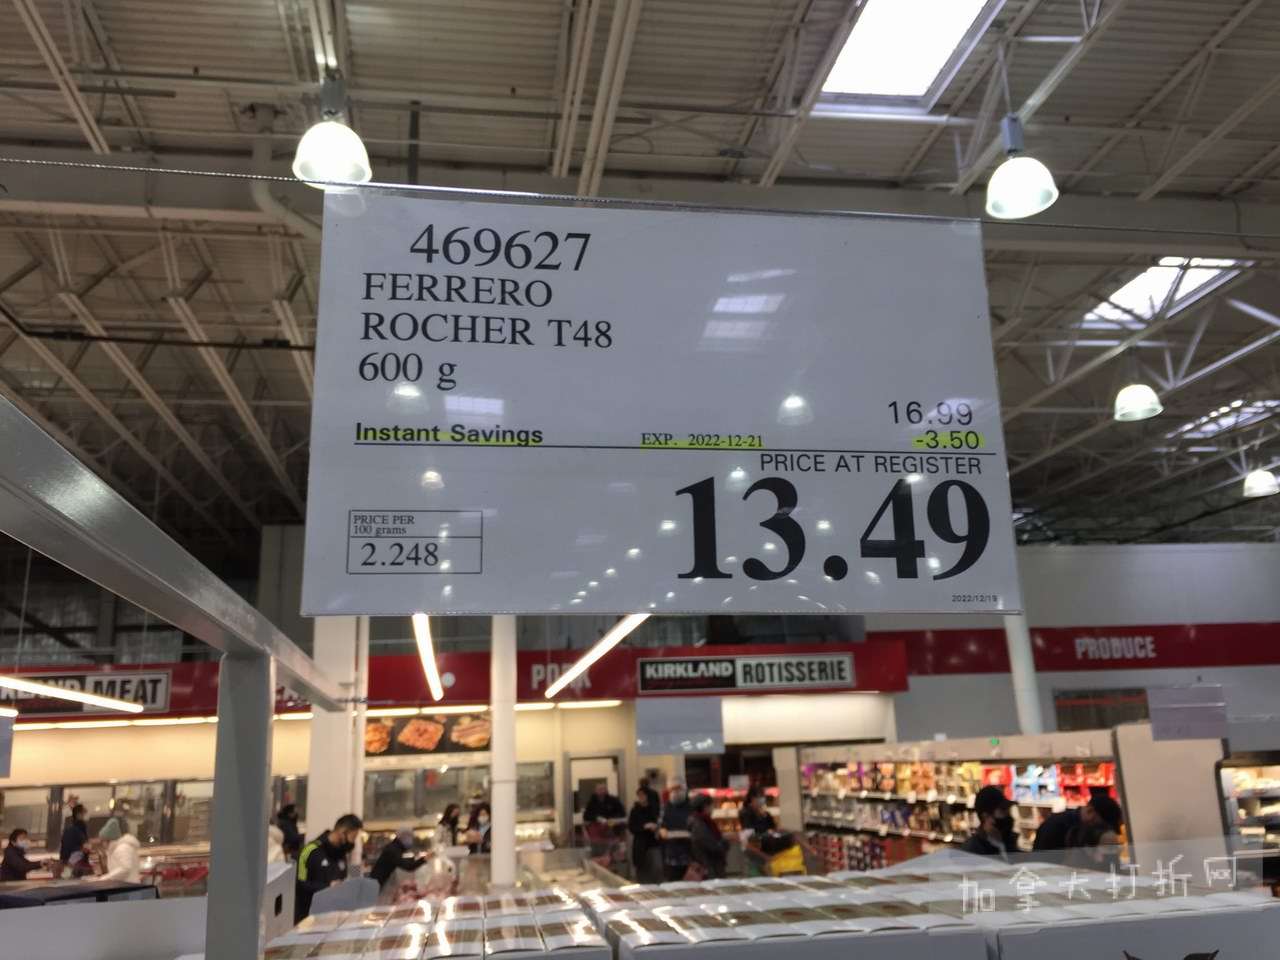 469627
FERRERO
ROCHER T48
600 g
16.99
Instant Savings EXP. 2022-12-21 -3.50
PRICE AT REGISTER
13.49
PRICE PER
100 grams
2.248
2022/12/19
MEAT
PORK
KIRKLAND ROTISSERIE
PRODUCE
加拿大打折网